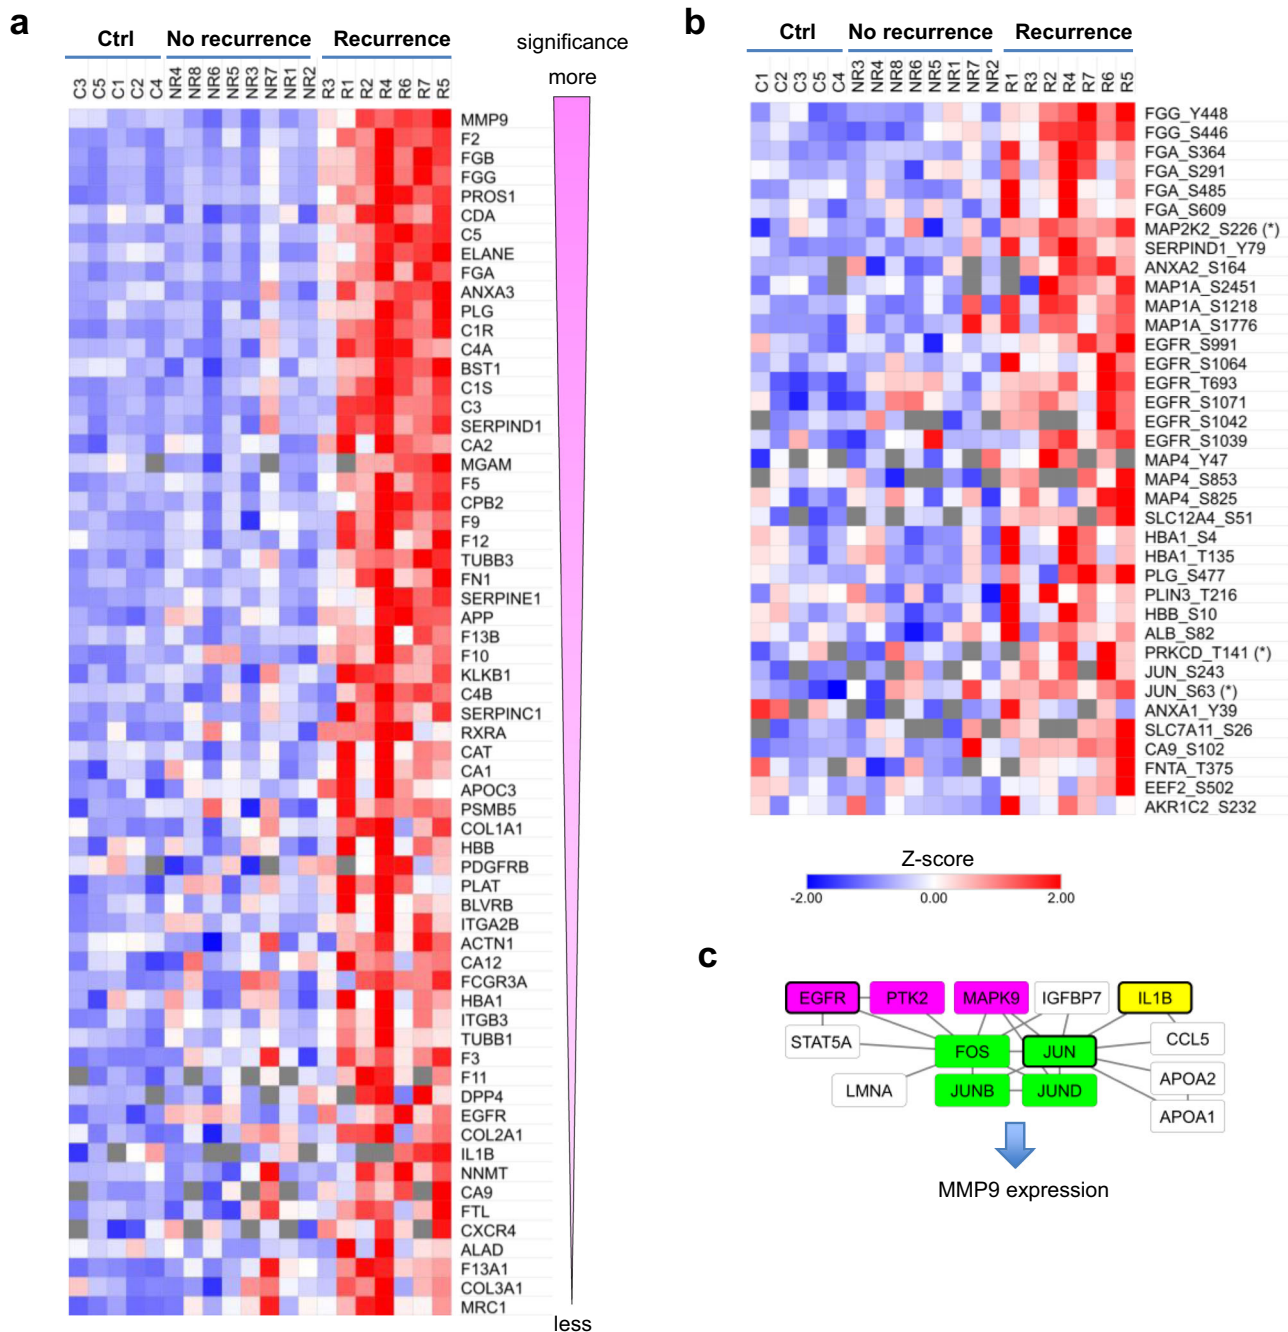 a
Ctrl
No recurrence
Recurrence
significance
more
C3 C5 C1 C2 C4 NR4 NR8 NR6 NR5 NR3 NR7 NR1 NR2 R3 R1 R2 R4 R6 R7 R5
MMP9
F2
FGB
FGG
PROS1
CDA
C5
ELANE
FGA
ANXA3
PLG
C1R
C4A
BST1
C1S
C3
SERPIND1
CA2
MGAM
F5
CPB2
F9
F12
TUBB3
FN1
SERPINE1
APP
F13B
F10
KLKB1
C4B
SERPINC1
RXRA
CAT
CA1
APOC3
PSMB5
COL1A1
HBB
PDGFRB
PLAT
BLVRB
ITGA2B
ACTN1
CA12
FCGR3A
HBA1
ITGB3
TUBB1
F3
F11
DPP4
EGFR
COL2A1
IL1B
NNMT
CA9
FTL
CXCR4
ALAD
F13A1
COL3A1
MRC1
less
b
Ctrl
No recurrence
Recurrence
C1 C2 C3 C5 C4 NR3 NR4 NR8 NR6 NR5 NR1 NR7 NR2 R1 R3 R2 R4 R7 R6 R5
FGG_Y448
FGG_S446
FGA_S364
FGA_S291
FGA_S485
FGA_S609
MAP2K2_S226 (*)
SERPIND1_Y79
ANXA2_S164
MAP1A_S2451
MAP1A_S1218
MAP1A_S1776
EGFR_S991
EGFR_S1064
EGFR_T693
EGFR_S1071
EGFR_S1042
EGFR_S1039
MAP4_Y47
MAP4_S853
MAP4_S825
SLC12A4_S51
HBA1_S4
HBA1_T135
PLG_S477
PLIN3_T216
HBB_S10
ALB_S82
PRKCD_T141 (*)
JUN_S243
JUN_S63 (*)
ANXA1_Y39
SLC7A11_S26
CA9_S102
FNTA_T375
EEF2_S502
AKR1C2_S232
Z-score
-2.00 0.00 2.00
c
EGFR PTK2 MAPK9 IGFBP7 IL1B
STAT5A FOS JUN CCL5
LMNA JUNB JUND APOA2
APOA1
MMP9 expression